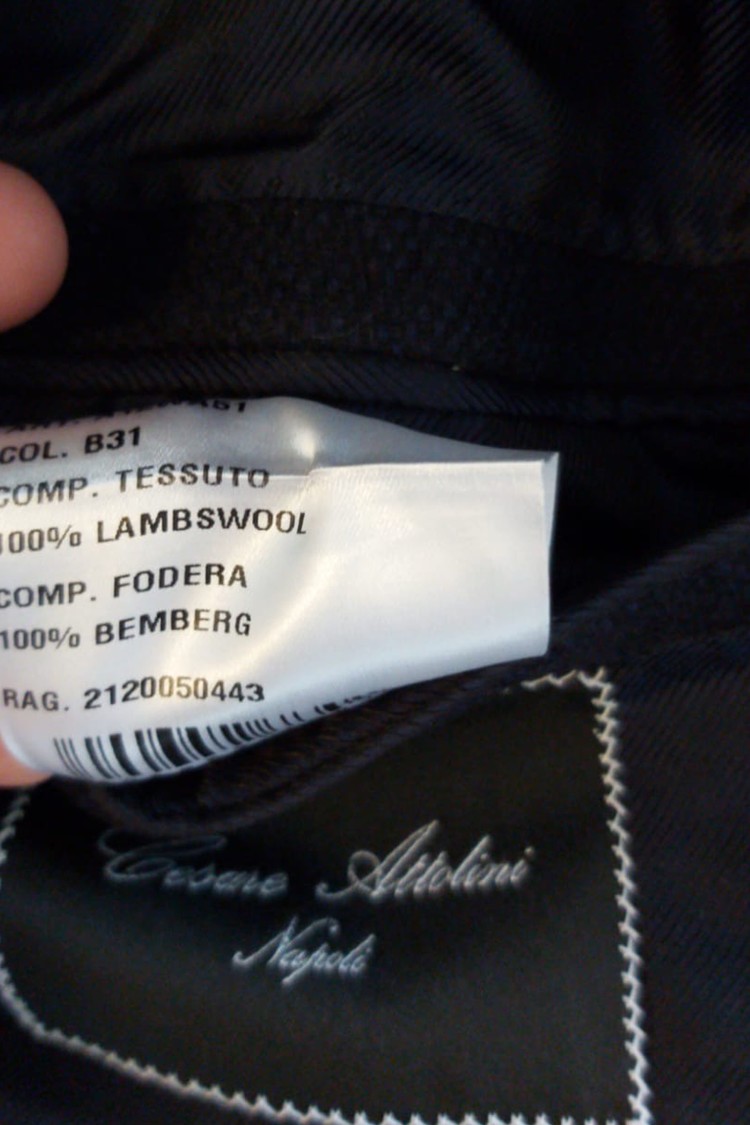 COL. B31
COMP. TESSUTO
100% LAMBSWOOL
COMP. FODERA
100% BEMBERG
RAG. 2120050443
Cesare Attolini
Napoli